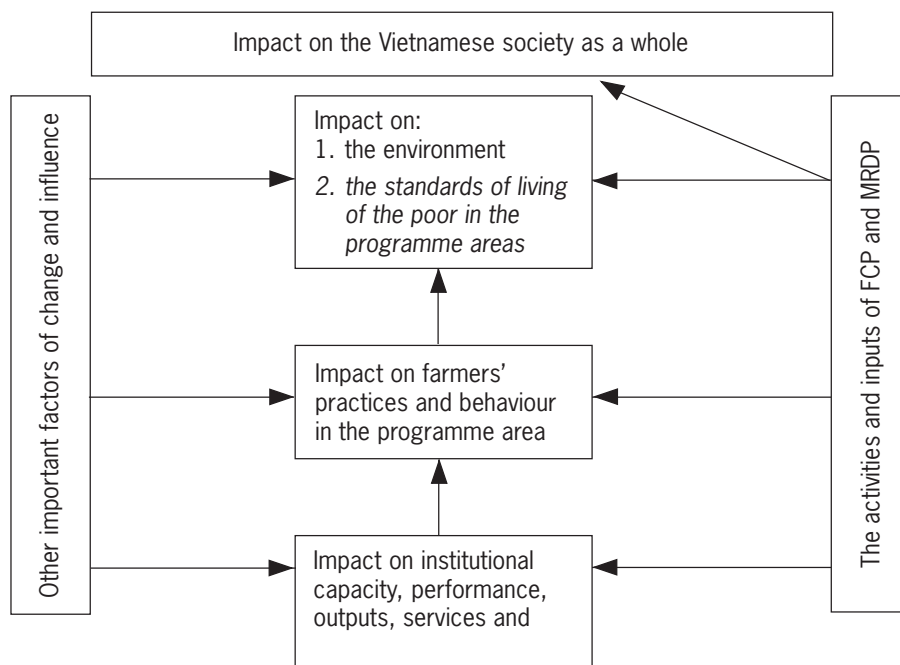 Impact on the Vietnamese society as a whole
Other important factors of change and influence
Impact on:
1. the environment
2. the standards of living
of the poor in the
programme areas
Impact on farmers'
practices and behaviour
in the programme area
Impact on institutional
capacity, performance,
outputs, services and
The activities and inputs of FCP and MRDP